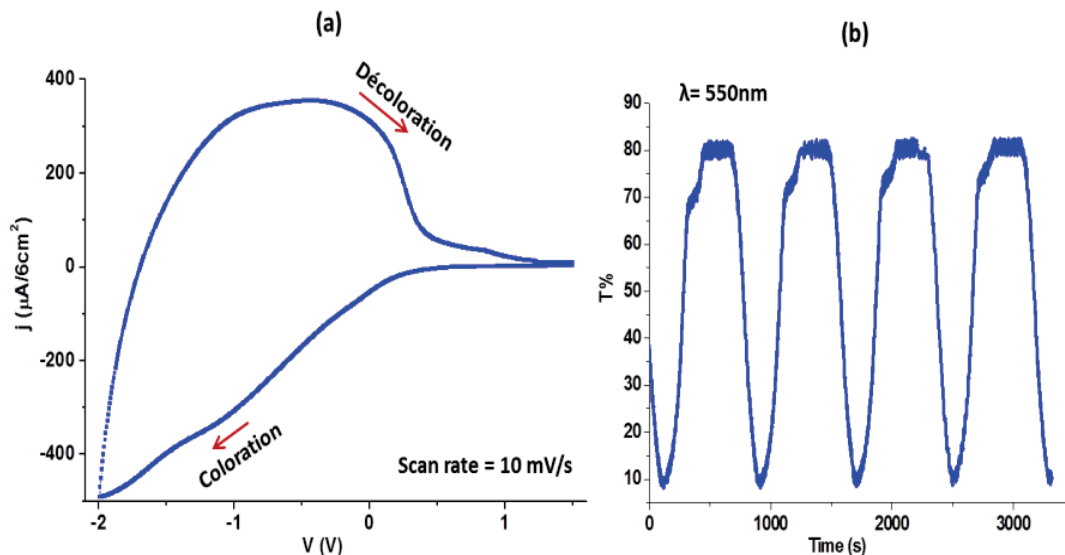 (a)
400
200
0
-200
-400
j (μA/6cm²)
-2
-1
0
1
V (V)
Décoloration
Coloration
Scan rate = 10 mV/s
(b)
λ= 550nm
90
80
70
60
50
40
30
20
10
T%
0
1000
2000
3000
Time (s)